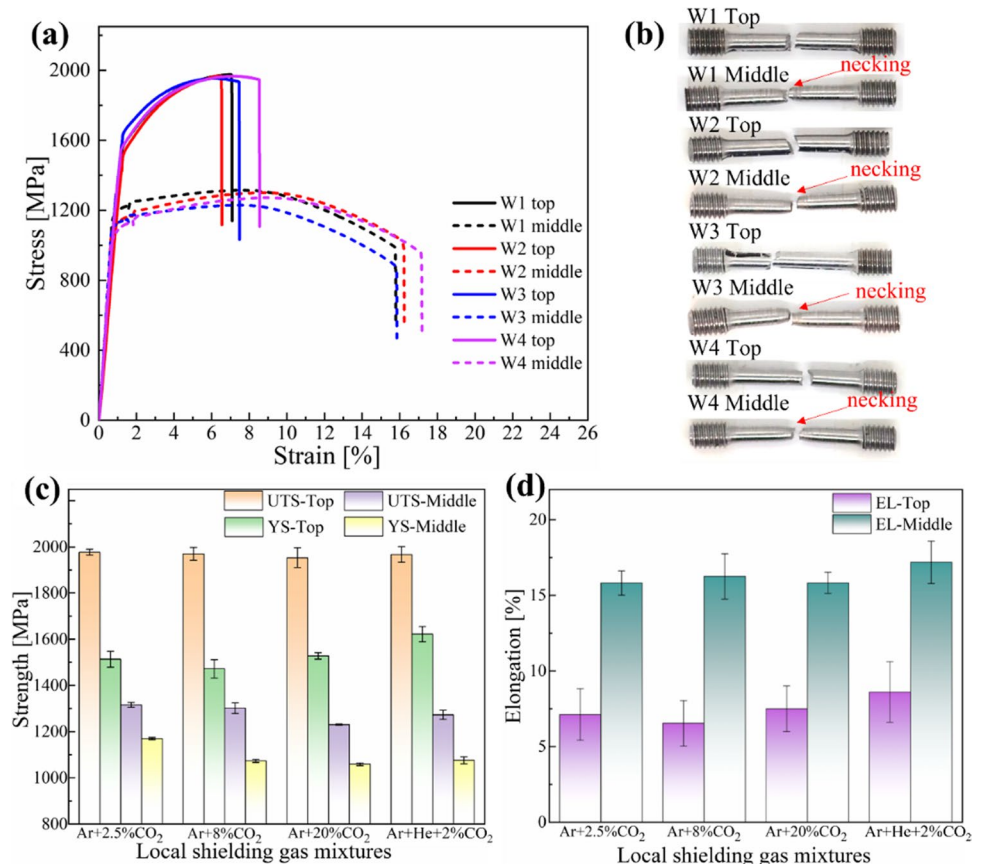 (a)
Stress [MPa]
2000
1600
1200
800
400
0
0 2 4 6 8 10 12 14 16 18 20 22 24 26
Strain [%]
W1 top
W1 middle
W2 top
W2 middle
W3 top
W3 middle
W4 top
W4 middle
(b)
W1 Top
W1 Middle
necking
W2 Top
W2 Middle
necking
W3 Top
W3 Middle
necking
W4 Top
W4 Middle
necking
(c)
UTS-Top UTS-Middle
YS-Top YS-Middle
Strength [MPa]
2000
1800
1600
1400
1200
1000
800
Ar+2.5%CO₂ Ar+8%CO₂ Ar+20%CO₂ Ar+He+2%CO₂
Local shielding gas mixtures
(d)
EL-Top
EL-Middle
Elongation [%]
20
15
10
5
0
Ar+2.5%CO₂ Ar+8%CO₂ Ar+20%CO₂ Ar+He+2%CO₂
Local shielding gas mixtures